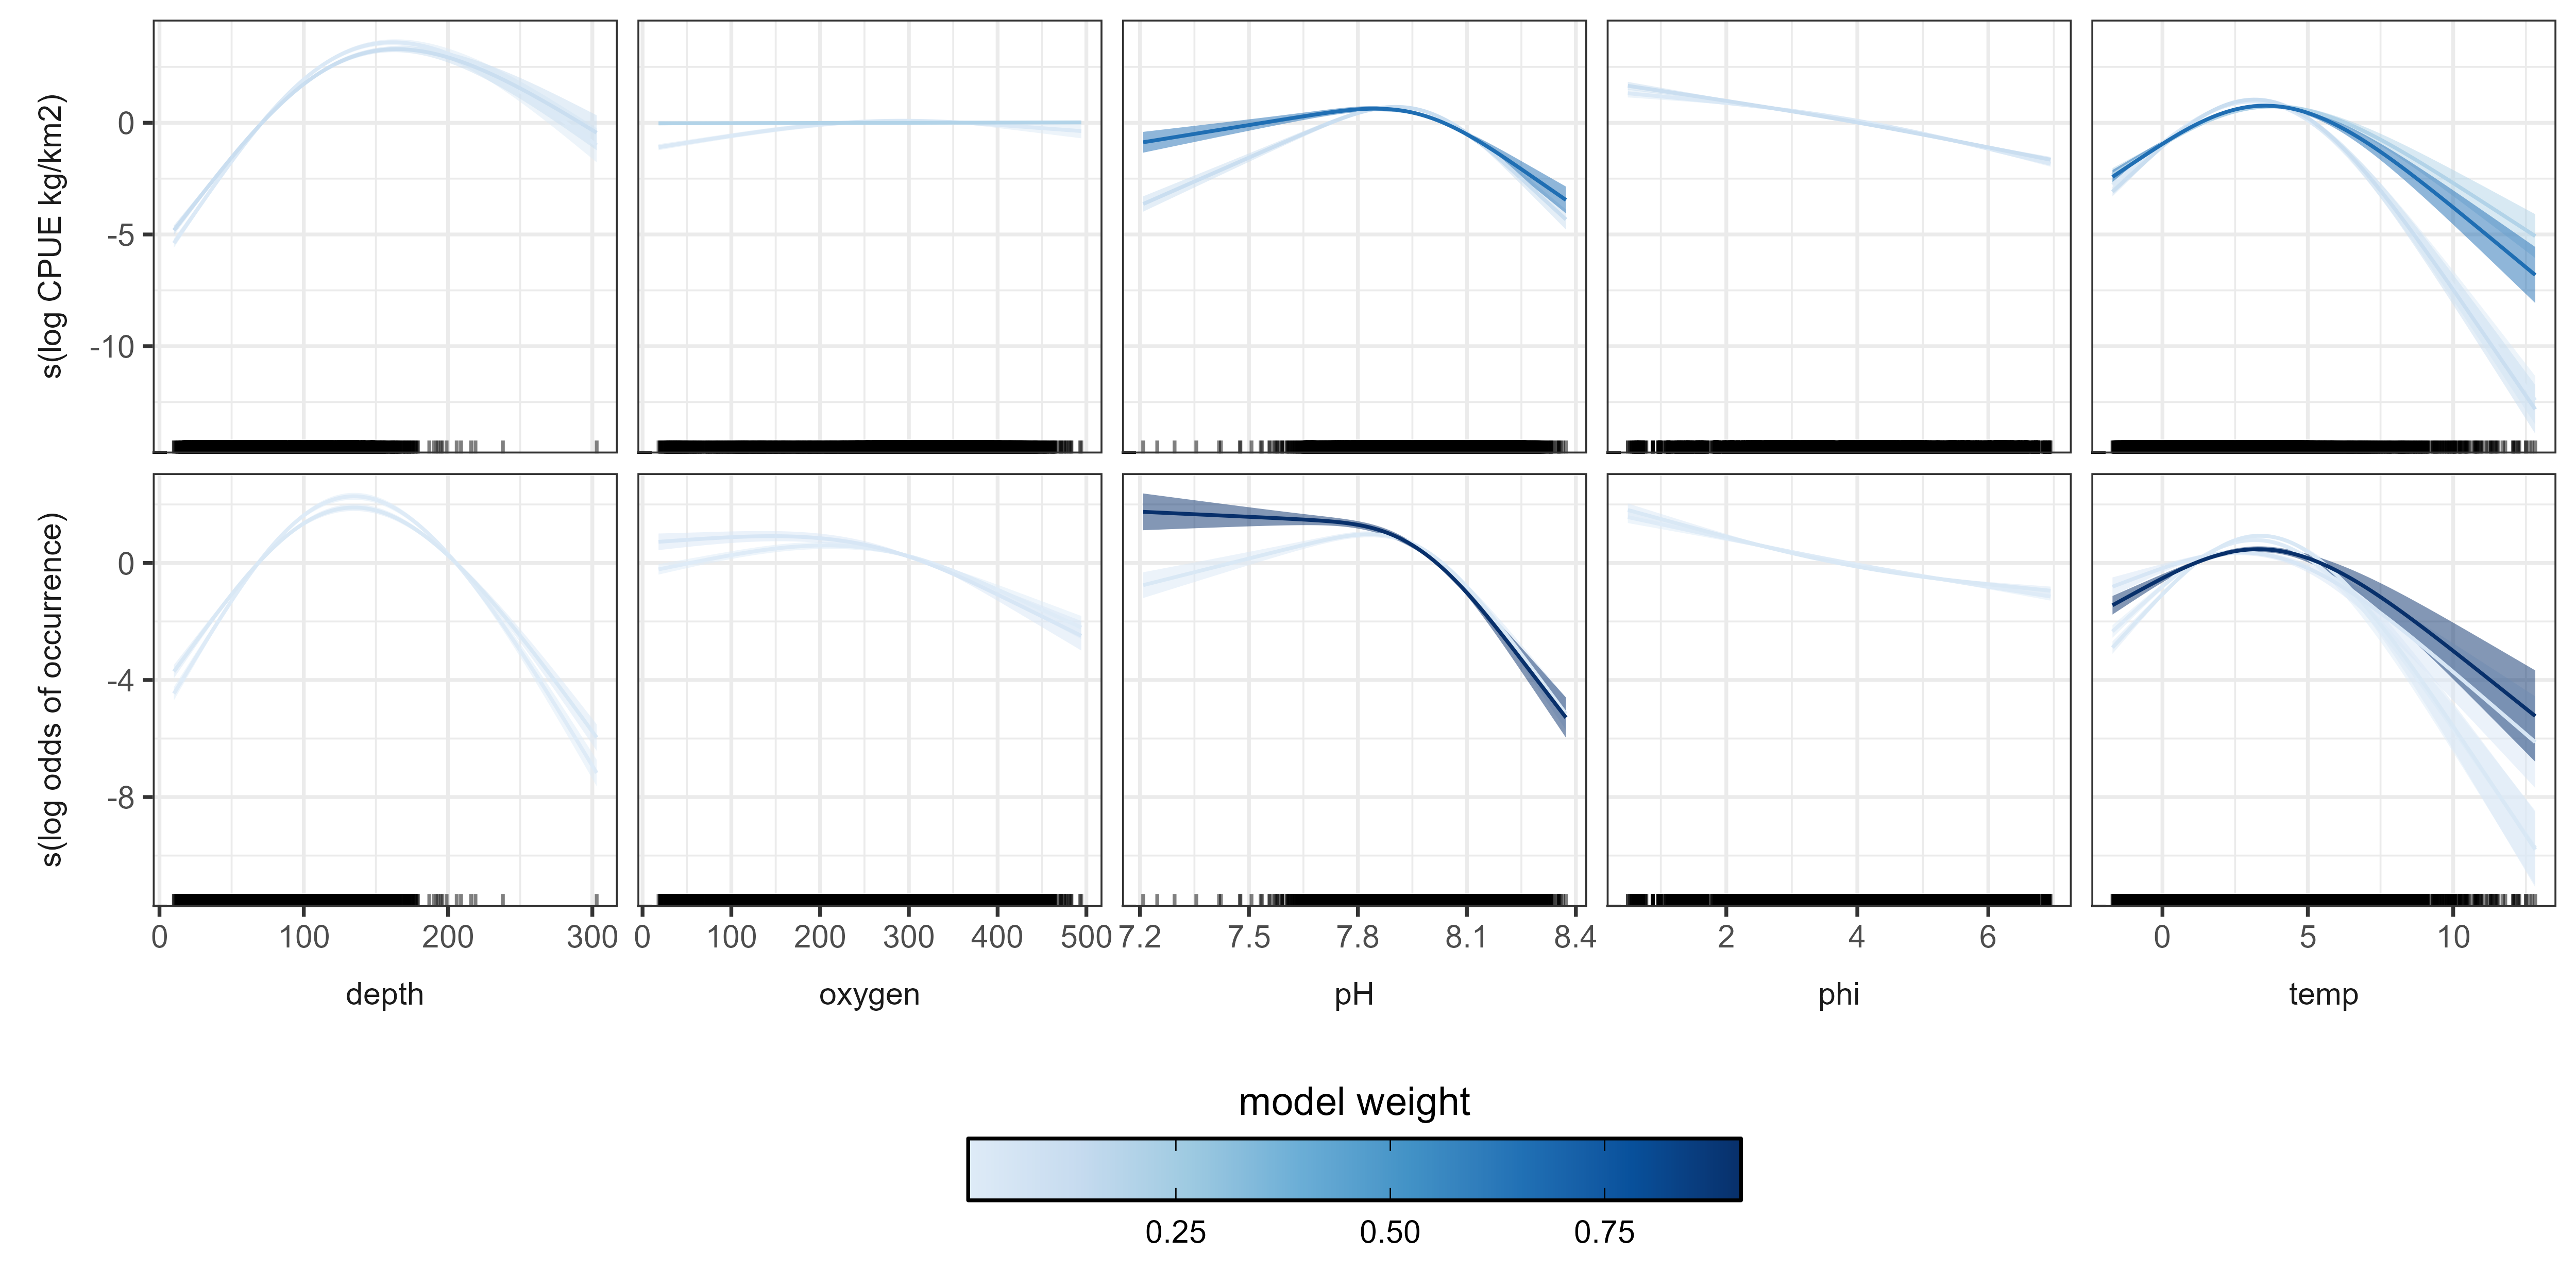 s(log CPUE kg/km2)
0
-5
-10
s(log odds of occurrence)
0
-4
-8
0 100 200 300
0 100 200 300 400 500
7.2 7.5 7.8 8.1 8.4
2 4 6
0 5 10
depth
oxygen
pH
phi
temp
model weight
0.25 0.50 0.75